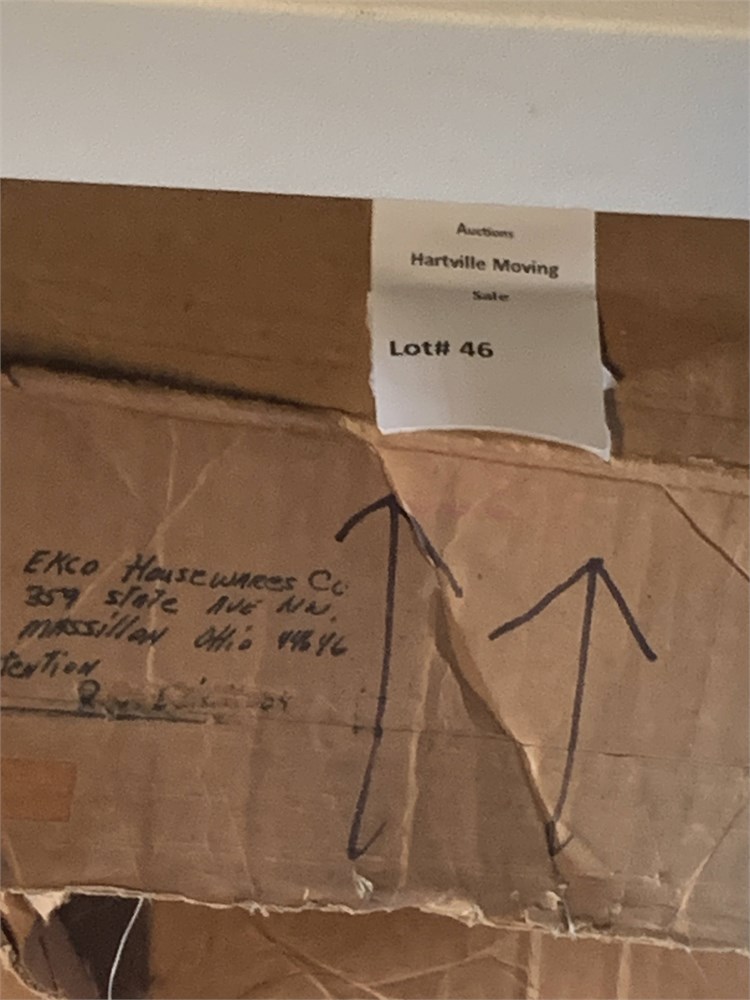 Auctions
Hartville Moving
Sale
Lot# 46
EKCO Housewares Co
359 State AVE NW.
Massillon Ohio 44646
tention